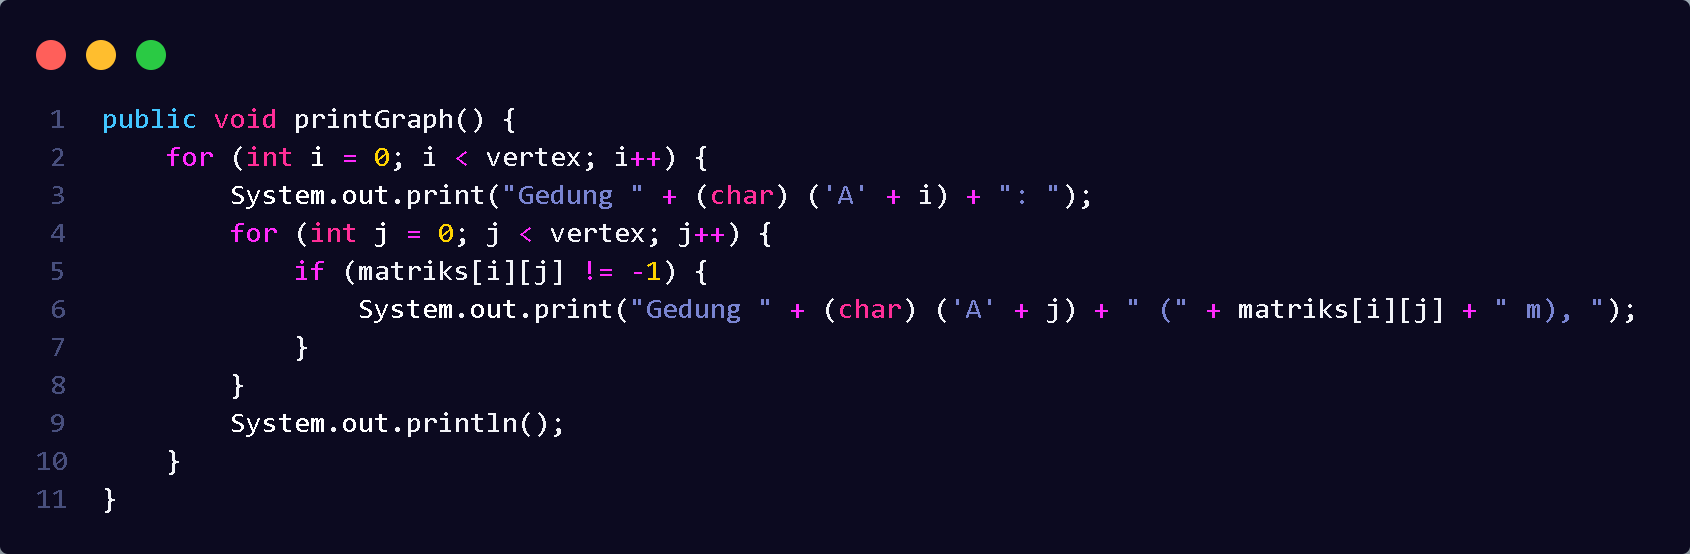 1 public void printGraph() {
2 for (int i = 0; i < vertex; i++) {
3 System.out.print("Gedung " + (char) ('A' + i) + ": ");
4 for (int j = 0; j < vertex; j++) {
5 if (matriks[i][j] != -1) {
6 System.out.print("Gedung " + (char) ('A' + j) + " (" + matriks[i][j] + " m), ");
7 }
8 }
9 System.out.println();
10 }
11 }